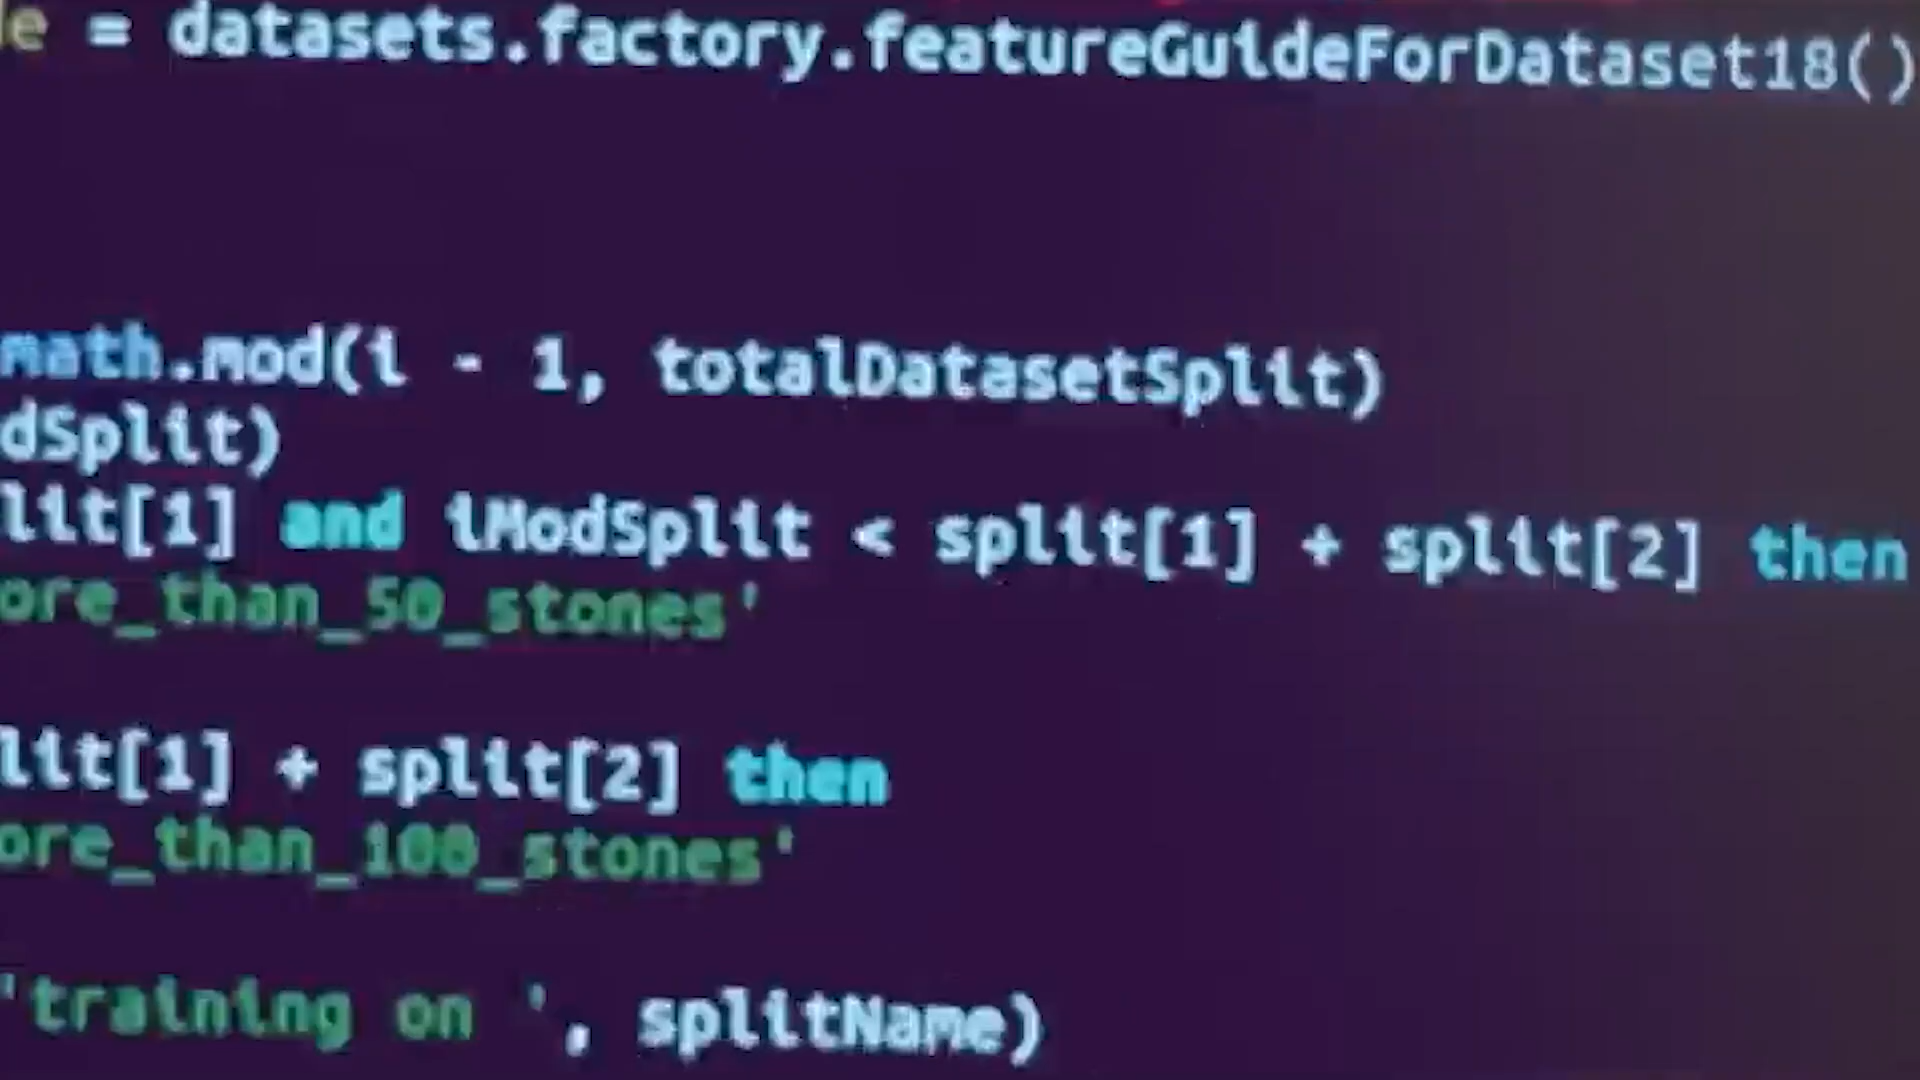 e = datasets.factory.featureGuideForDataset18()
math.mod(i - 1, totalDatasetSplit)
dSplit)
lit[1] and iModSplit < split[1] + split[2] then
ore_than_50_stones'
lit[1] + split[2] then
ore_than_100_stones'
'training on ', splitName)